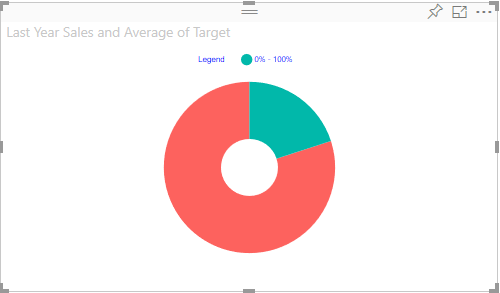 Last Year Sales and Average of Target
Legend 0% - 100%